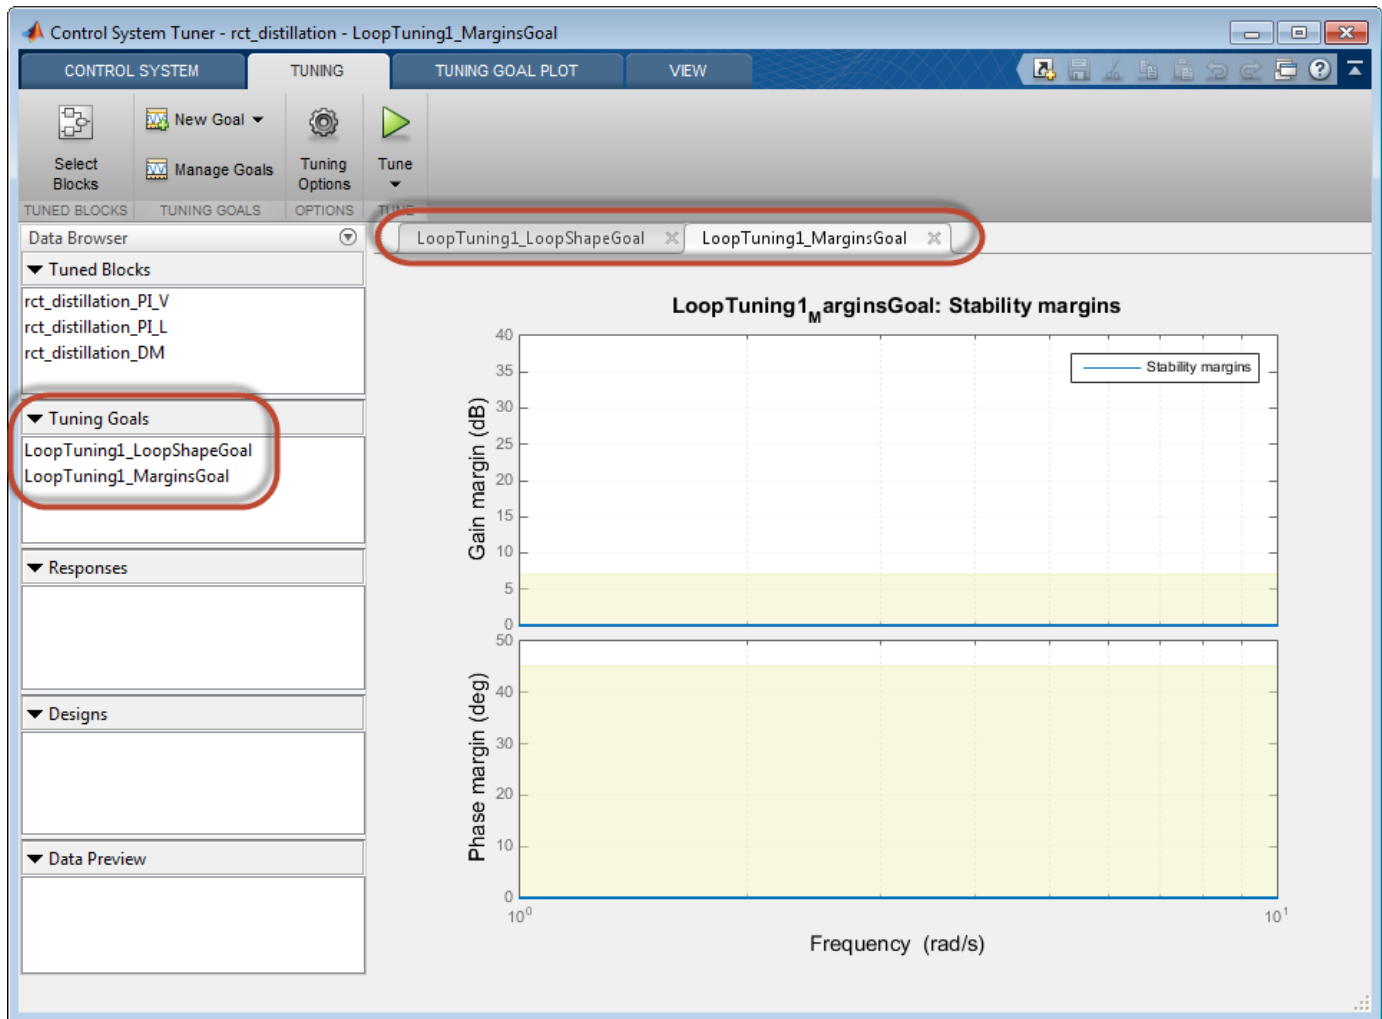 Control System Tuner - rct_distillation - LoopTuning1_MarginsGoal
CONTROL SYSTEM
TUNING
TUNING GOAL PLOT
VIEW
Select
Blocks
New Goal
Manage Goals
Tuning
Options
Tune
TUNED BLOCKS
TUNING GOALS
OPTIONS
TUNE
Data Browser
LoopTuning1_LoopShapeGoal
LoopTuning1_MarginsGoal
Tuned Blocks
rct_distillation_PI_V
rct_distillation_PI_L
rct_distillation_DM
Tuning Goals
LoopTuning1_LoopShapeGoal
LoopTuning1_MarginsGoal
Responses
Designs
Data Preview
LoopTuning1MarginsGoal: Stability margins
Stability margins
Gain margin (dB)
40
35
30
25
20
15
10
5
0
Phase margin (deg)
50
40
30
20
10
0
10^0
10^1
Frequency (rad/s)